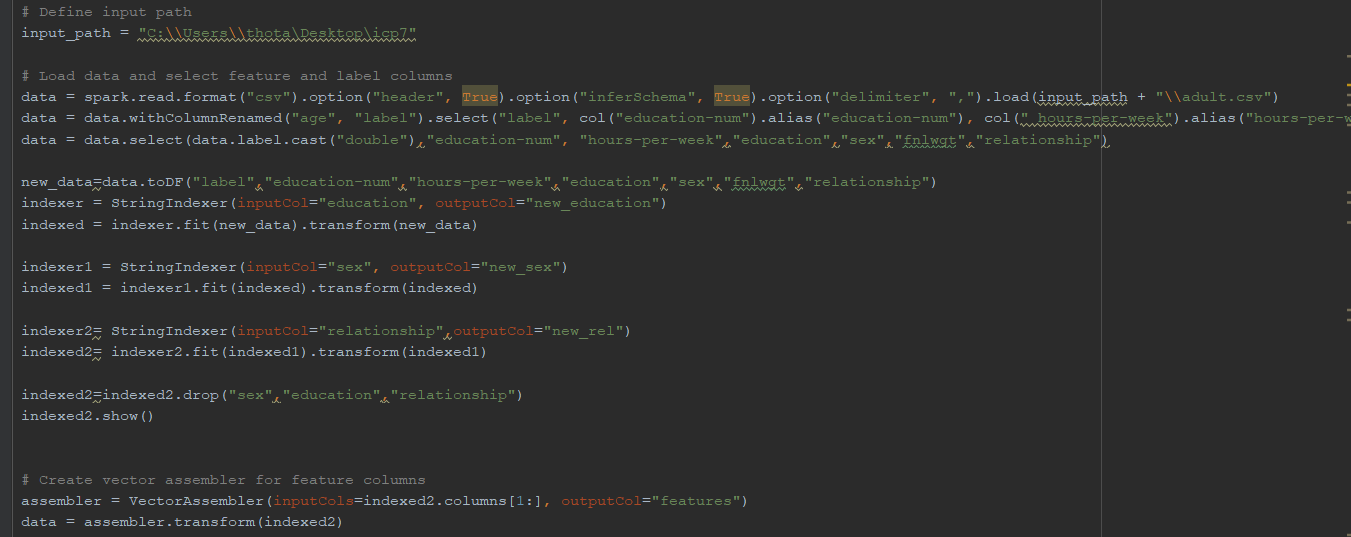 # Define input path
input_path = "C:\\Users\\thota\Desktop\icp7"
# Load data and select feature and label columns
data = spark.read.format("csv").option("header", True).option("inferSchema", True).option("delimiter", ",").load(input_path + "\\adult.csv")
data = data.withColumnRenamed("age", "label").select("label", col("education-num").alias("education-num"), col(" hours-per-week").alias("hours-per-w
data = data.select(data.label.cast("double"),"education-num", "hours-per-week","education","sex","fnlwgt","relationship")
new_data=data.toDF("label","education-num","hours-per-week","education","sex","fnlwgt","relationship")
indexer = StringIndexer(inputCol="education", outputCol="new_education")
indexed = indexer.fit(new_data).transform(new_data)
indexer1 = StringIndexer(inputCol="sex", outputCol="new_sex")
indexed1 = indexer1.fit(indexed).transform(indexed)
indexer2= StringIndexer(inputCol="relationship",outputCol="new_rel")
indexed2= indexer2.fit(indexed1).transform(indexed1)
indexed2=indexed2.drop("sex","education","relationship")
indexed2.show()
# Create vector assembler for feature columns
assembler = VectorAssembler(inputCols=indexed2.columns[1:], outputCol="features")
data = assembler.transform(indexed2)